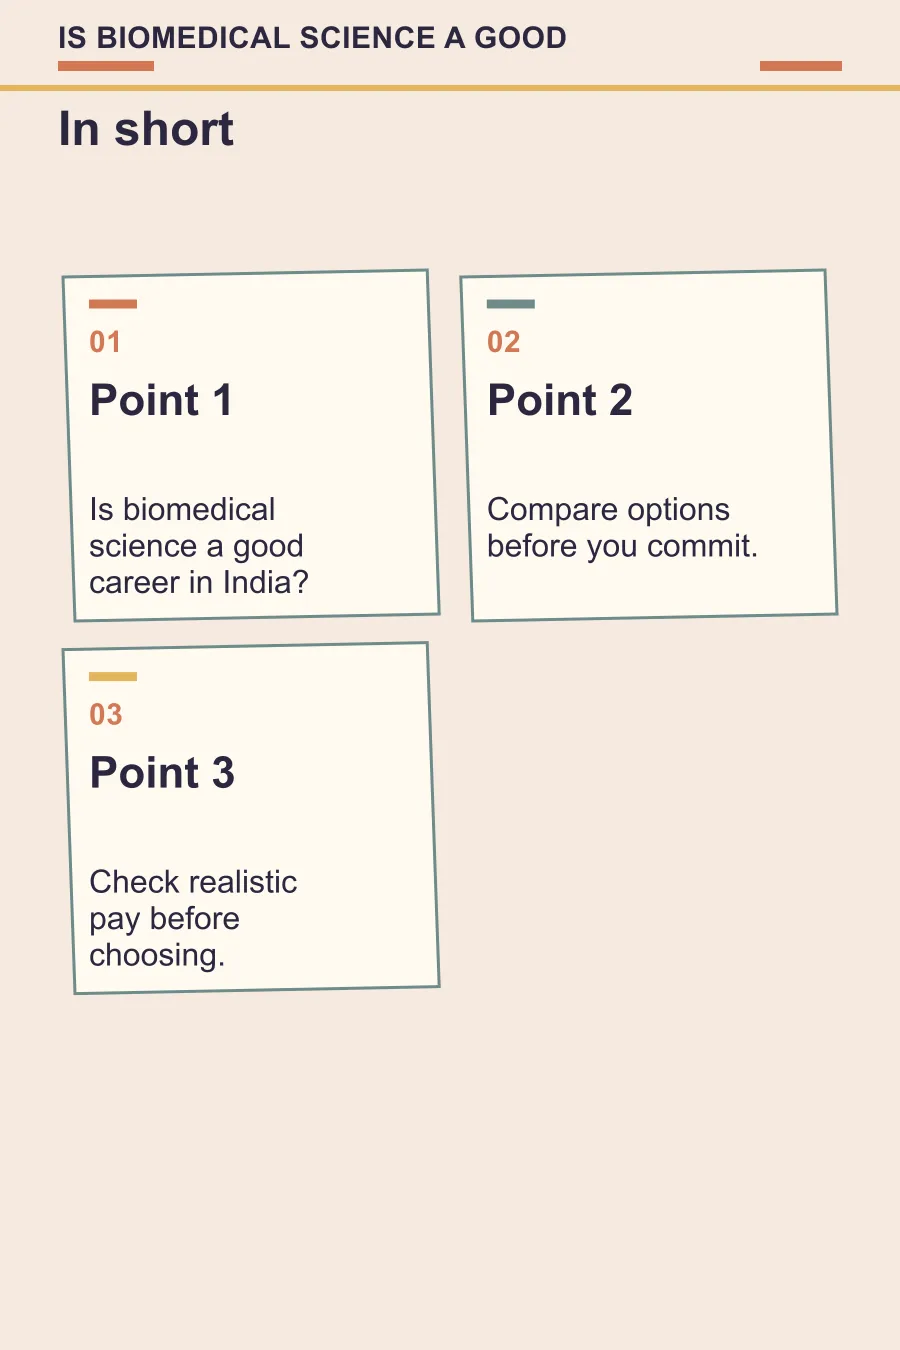 IS BIOMEDICAL SCIENCE A GOOD
In short
01
Point 1
Is biomedical
science a good
career in India?
02
Point 2
Compare options
before you commit.
03
Point 3
Check realistic
pay before
choosing.